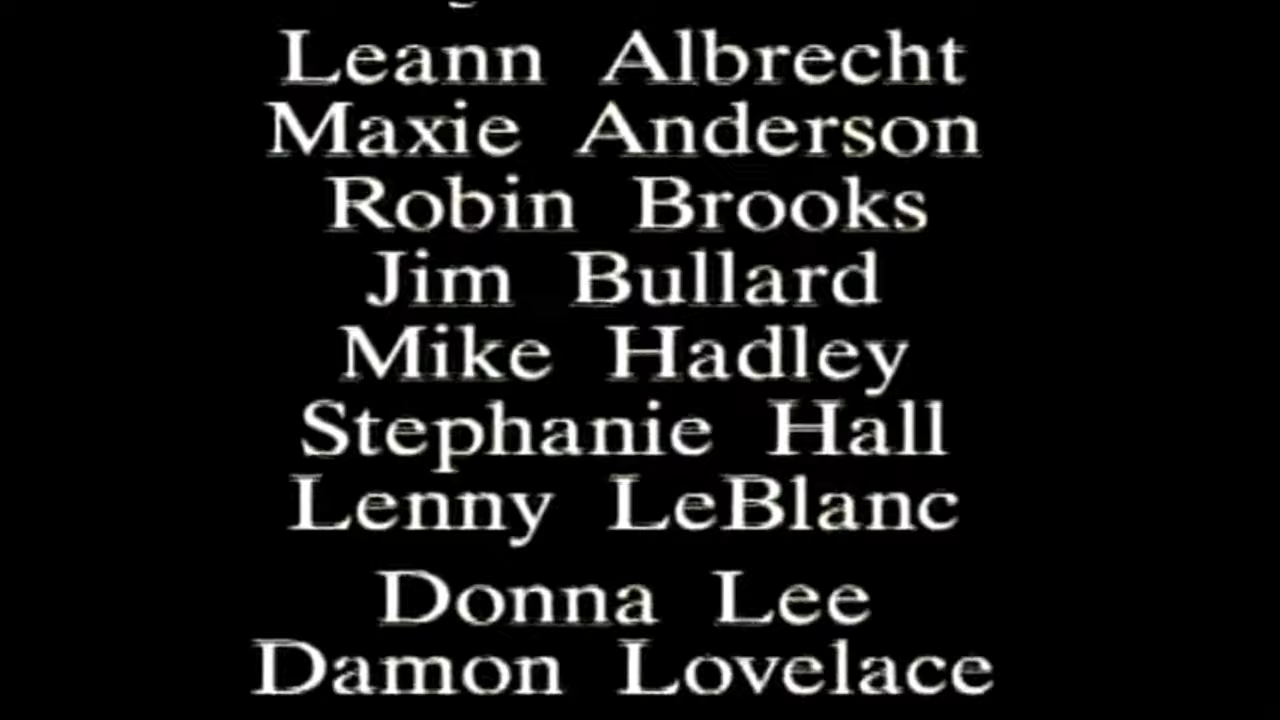 Leann Albrecht
Maxie Anderson
Robin Brooks
Jim Bullard
Mike Hadley
Stephanie Hall
Lenny LeBlanc
Donna Lee
Damon Lovelace